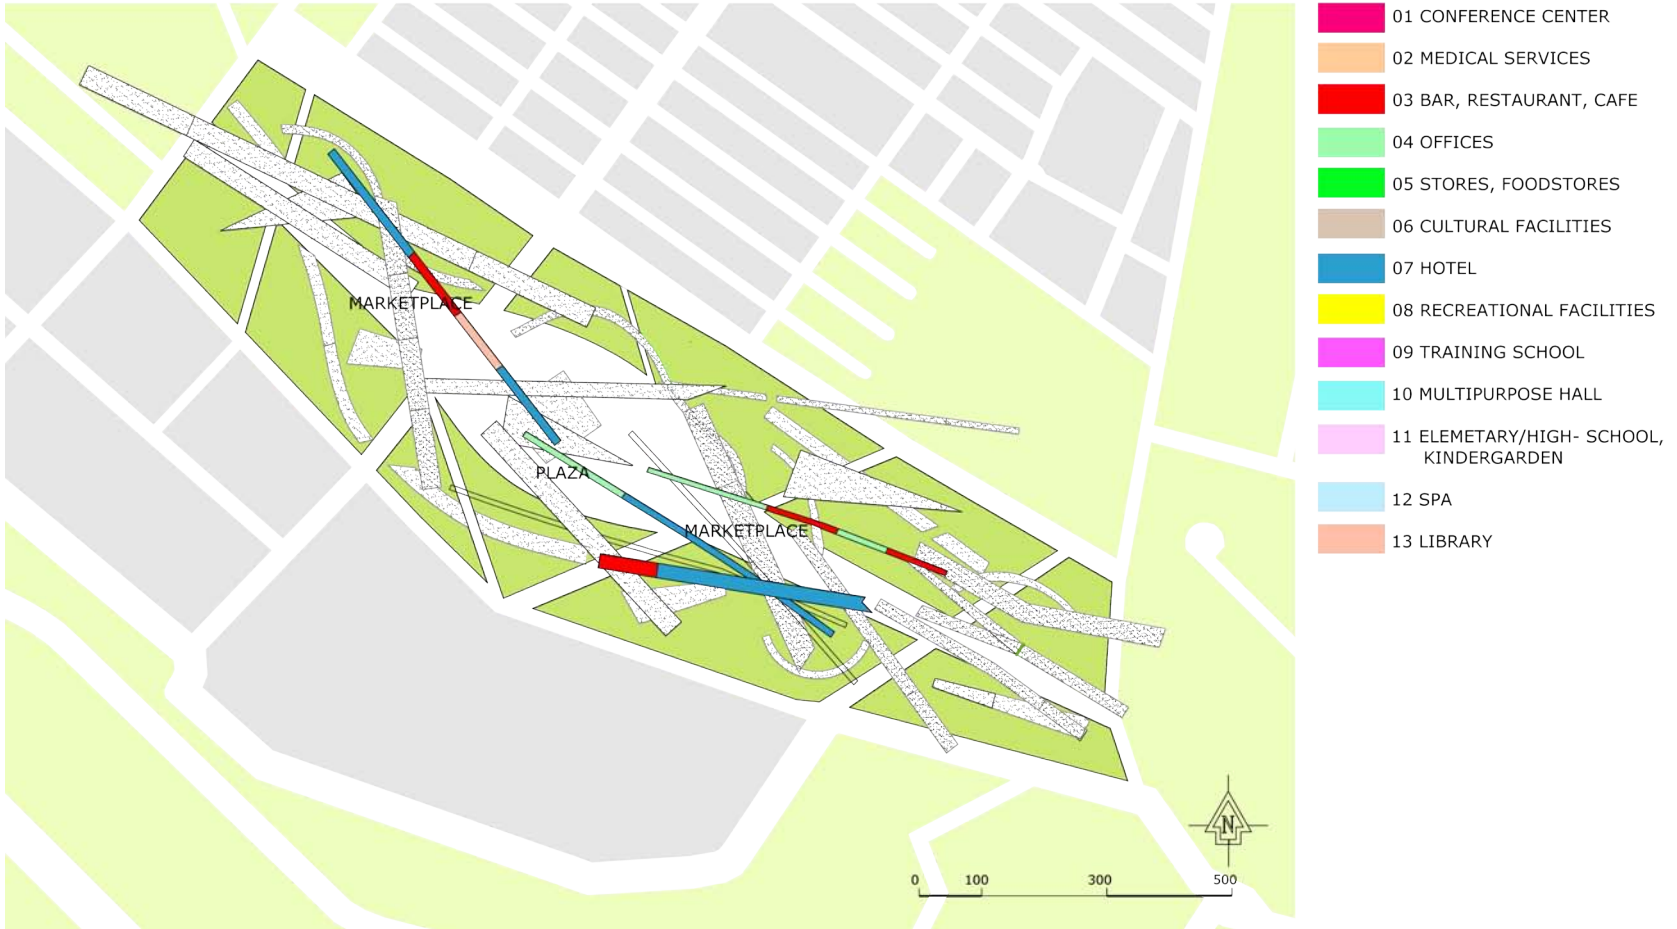 01 CONFERENCE CENTER
02 MEDICAL SERVICES
03 BAR, RESTAURANT, CAFE
04 OFFICES
05 STORES, FOODSTORES
06 CULTURAL FACILITIES
07 HOTEL
08 RECREATIONAL FACILITIES
09 TRAINING SCHOOL
10 MULTIPURPOSE HALL
11 ELEMETARY/HIGH- SCHOOL,
KINDERGARDEN
12 SPA
13 LIBRARY
MARKETPLACE
PLAZA
MARKETPLACE
N
0 100 300 500